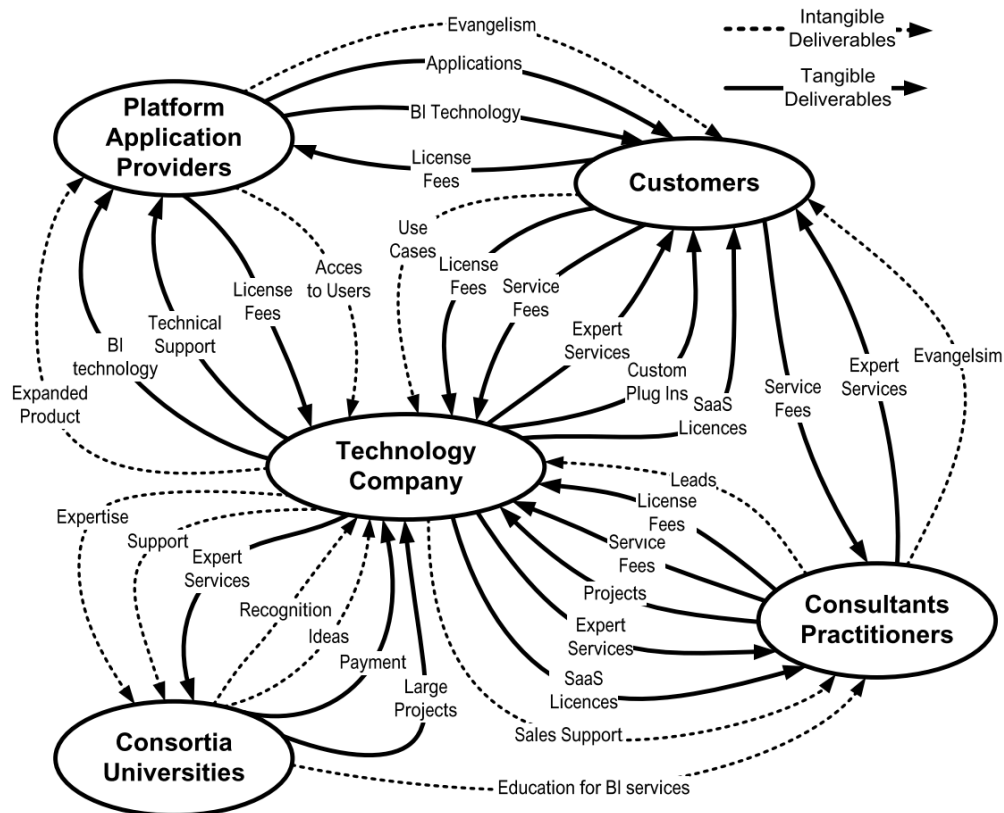 Evangelism
Intangible
Deliverables
Applications
Tangible
Deliverables
Platform
Application
Providers
BI Technology
License
Fees
Customers
Use
Cases
License
Fees
Service
Fees
Acces
to Users
License
Fees
Technical
Support
BI
technology
Expanded
Product
Expert
Services
Custom
Plug Ins
SaaS
Licences
Service
Fees
Expert
Services
Evangelsim
Technology
Company
Leads
License
Fees
Service
Fees
Projects
Expert
Services
SaaS
Licences
Sales Support
Consultants
Practitioners
Expertise
Support
Expert
Services
Recognition
Ideas
Payment
Large
Projects
Consortia
Universities
Education for BI services